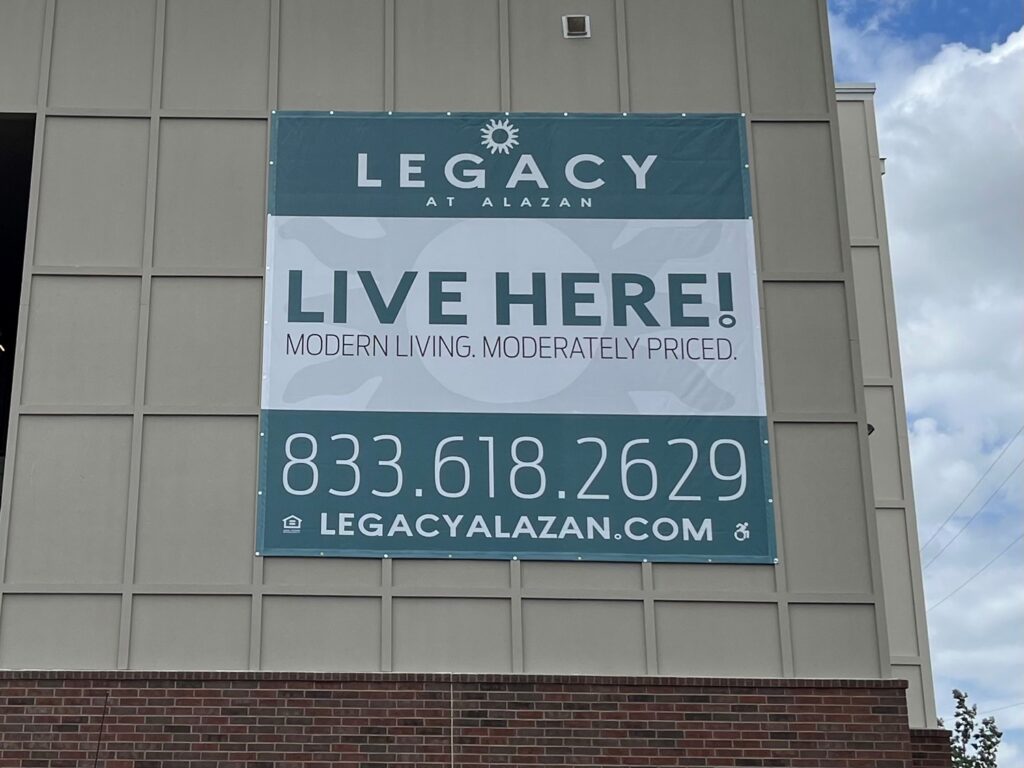 LEGACY
AT ALAZAN
LIVE HERE!
MODERN LIVING. MODERATELY PRICED.
833.618.2629
LEGACYALAZAN.COM